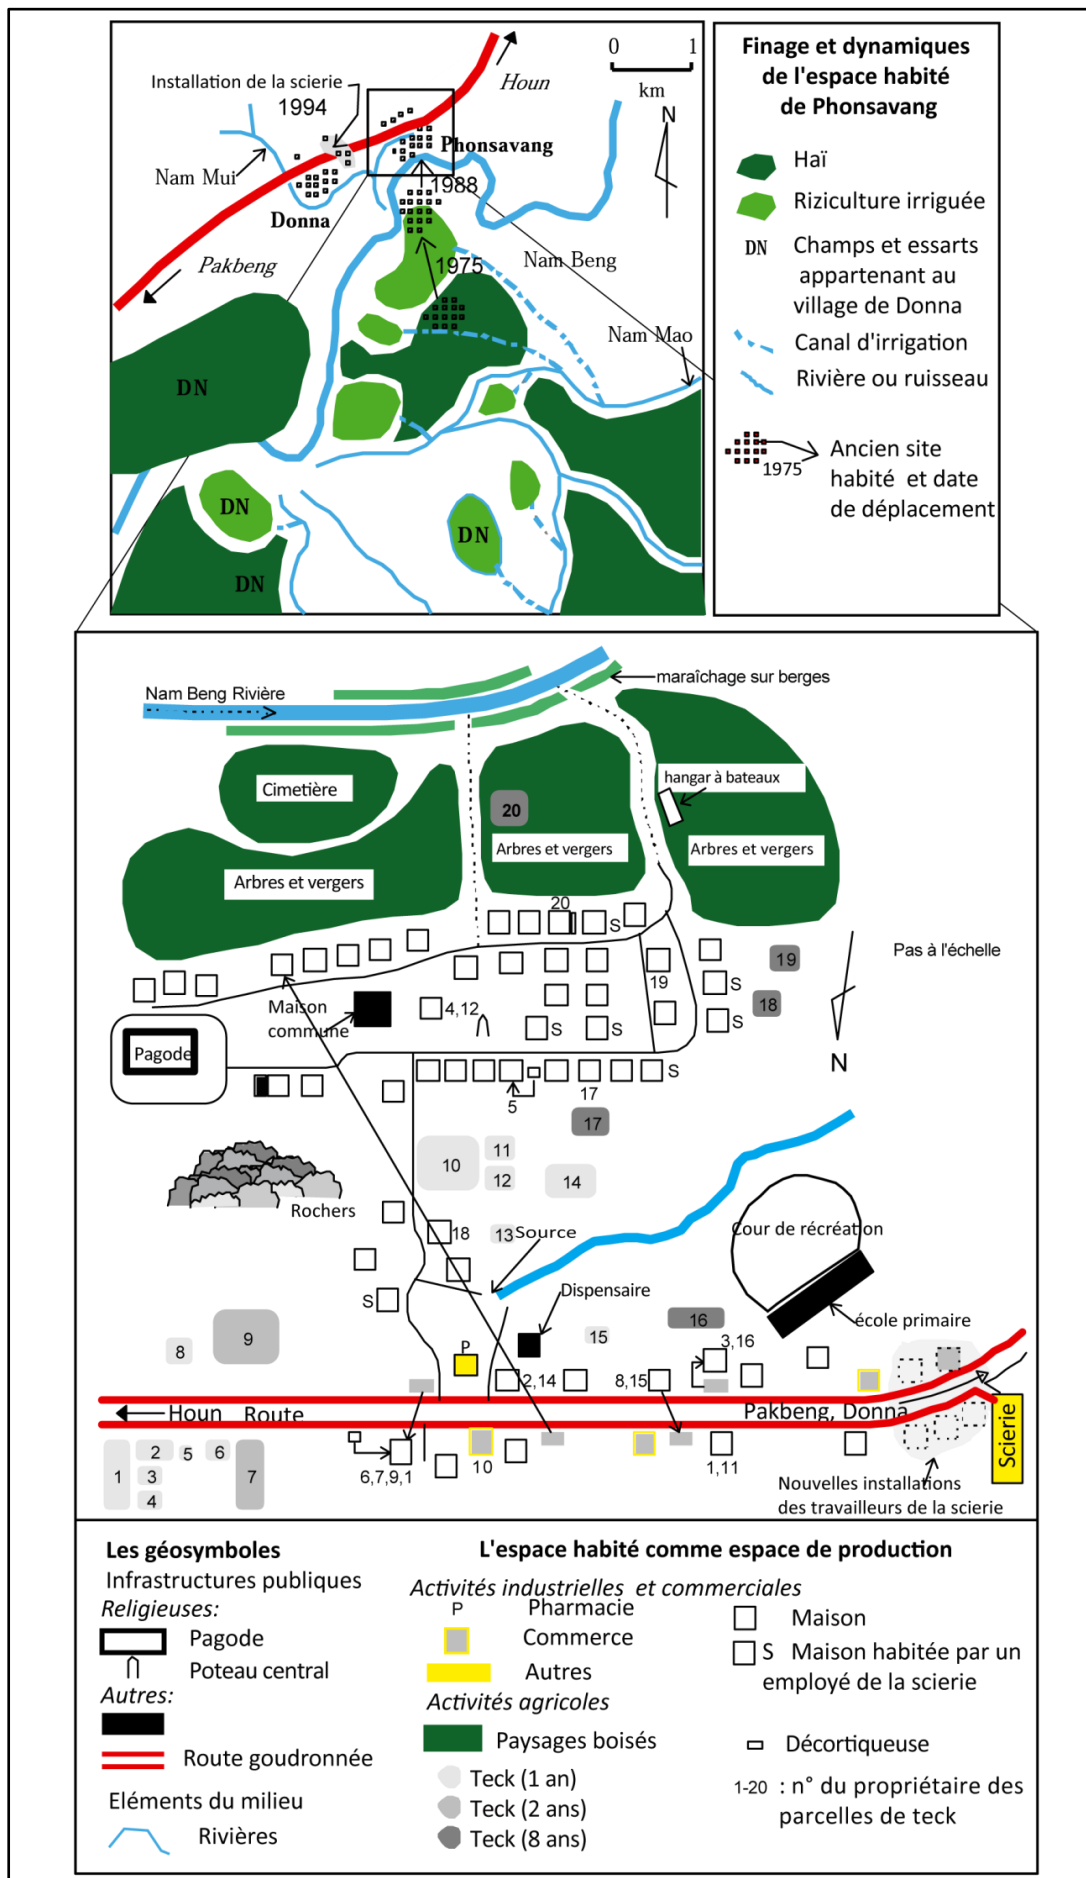 Installation de la scierie
1994
Houn
0 1
km
N
Phonsavang
Nam Mui
1988
Donna
Pakbeng
1975
Nam Beng
Nam Mao
DN
DN
DN
DN
Finage et dynamiques
de l'espace habité
de Phonsavang
Haï
Riziculture irriguée
DN Champs et essarts
appartenant au
village de Donna
Canal d'irrigation
Rivière ou ruisseau
1975
Ancien site
habité et date
de déplacement
Nam Beng Rivière
maraîchage sur berges
Cimetière
hangar à bateaux
20
Arbres et vergers
Arbres et vergers
Arbres et vergers
20
S
Pas à l'échelle
19
19
S
18
Maison
commune
4,12
S
S
S
N
Pagode
S
5
17
17
10
11
12
14
Rochers
18
13
Source
Cour de récréation
S
Dispensaire
école primaire
9
8
15
16
P
3,16
2,14
8,15
Houn Route
Pakbeng, Donna
Scierie
1
2
3
4
5
6
7
6,7,9,1
10
1,11
Nouvelles installations
des travailleurs de la scierie
Les géosymboles
Infrastructures publiques
Religieuses:
Pagode
Poteau central
Autres:
Route goudronnée
Eléments du milieu
Rivières
L'espace habité comme espace de production
Activités industrielles et commerciales
P Pharmacie
Commerce
Autres
Activités agricoles
Paysages boisés
Teck (1 an)
Teck (2 ans)
Teck (8 ans)
Maison
S Maison habitée par un
employé de la scierie
Décortiqueuse
1-20 : n° du propriétaire des
parcelles de teck